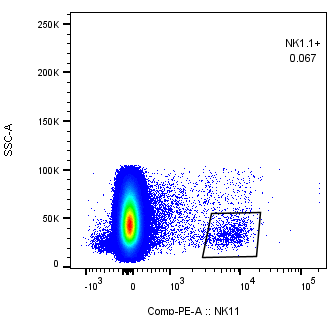 250K
200K
150K
100K
50K
0
SSC-A
NK1.1+
0.067
-103 0 103 104 105
Comp-PE-A :: NK11